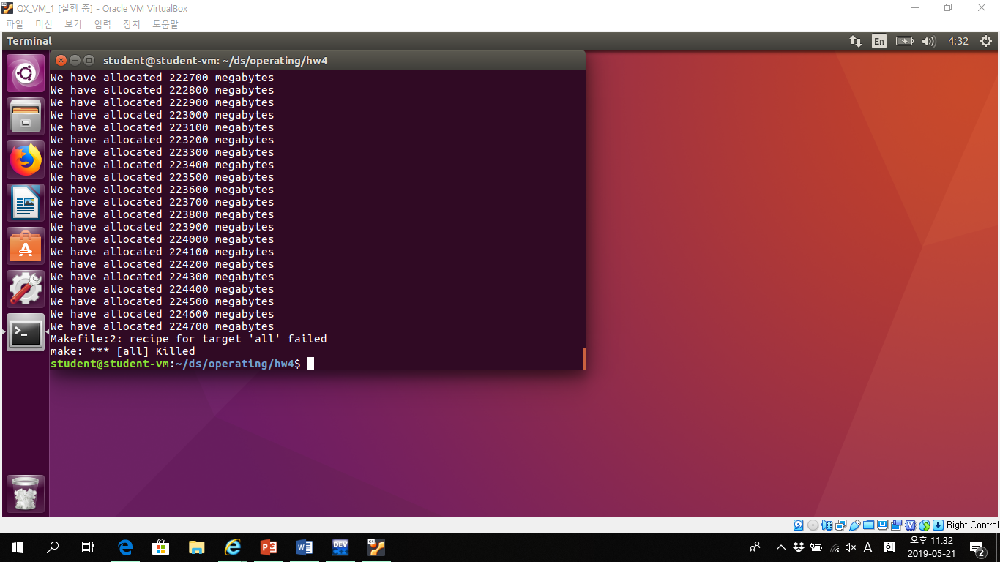 QX_VM_1 [실행 중] - Oracle VM VirtualBox
파일 머신 보기 입력 장치 도움말
Terminal
En
4:32
student@student-vm: ~/ds/operating/hw4
We have allocated 222700 megabytes
We have allocated 222800 megabytes
We have allocated 222900 megabytes
We have allocated 223000 megabytes
We have allocated 223100 megabytes
We have allocated 223200 megabytes
We have allocated 223300 megabytes
We have allocated 223400 megabytes
We have allocated 223500 megabytes
We have allocated 223600 megabytes
We have allocated 223700 megabytes
We have allocated 223800 megabytes
We have allocated 223900 megabytes
We have allocated 224000 megabytes
We have allocated 224100 megabytes
We have allocated 224200 megabytes
We have allocated 224300 megabytes
We have allocated 224400 megabytes
We have allocated 224500 megabytes
We have allocated 224600 megabytes
We have allocated 224700 megabytes
Makefile:2: recipe for target 'all' failed
make: *** [all] Killed
student@student-vm:~/ds/operating/hw4$
Right Control
DEV
64
A
한
오후 11:32
2019-05-21
2